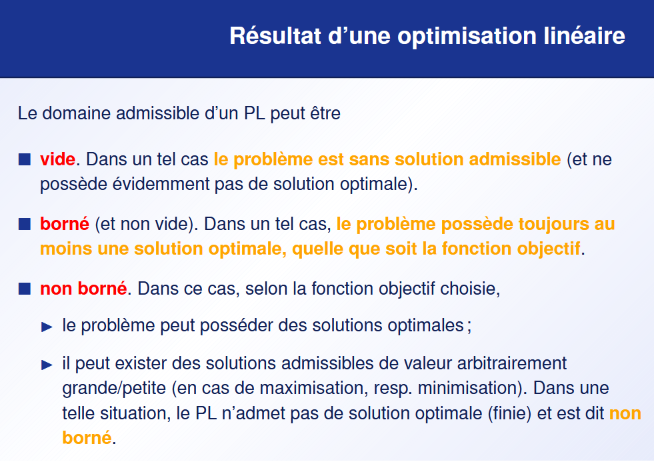 Résultat d’une optimisation linéaire
Le domaine admissible d’un PL peut être
■ vide. Dans un tel cas le problème est sans solution admissible (et ne
possède évidemment pas de solution optimale).
■ borné (et non vide). Dans un tel cas, le problème possède toujours au
moins une solution optimale, quelle que soit la fonction objectif.
■ non borné. Dans ce cas, selon la fonction objectif choisie,
▶ le problème peut posséder des solutions optimales ;
▶ il peut exister des solutions admissibles de valeur arbitrairement
grande/petite (en cas de maximisation, resp. minimisation). Dans une
telle situation, le PL n’admet pas de solution optimale (finie) et est dit non
borné.